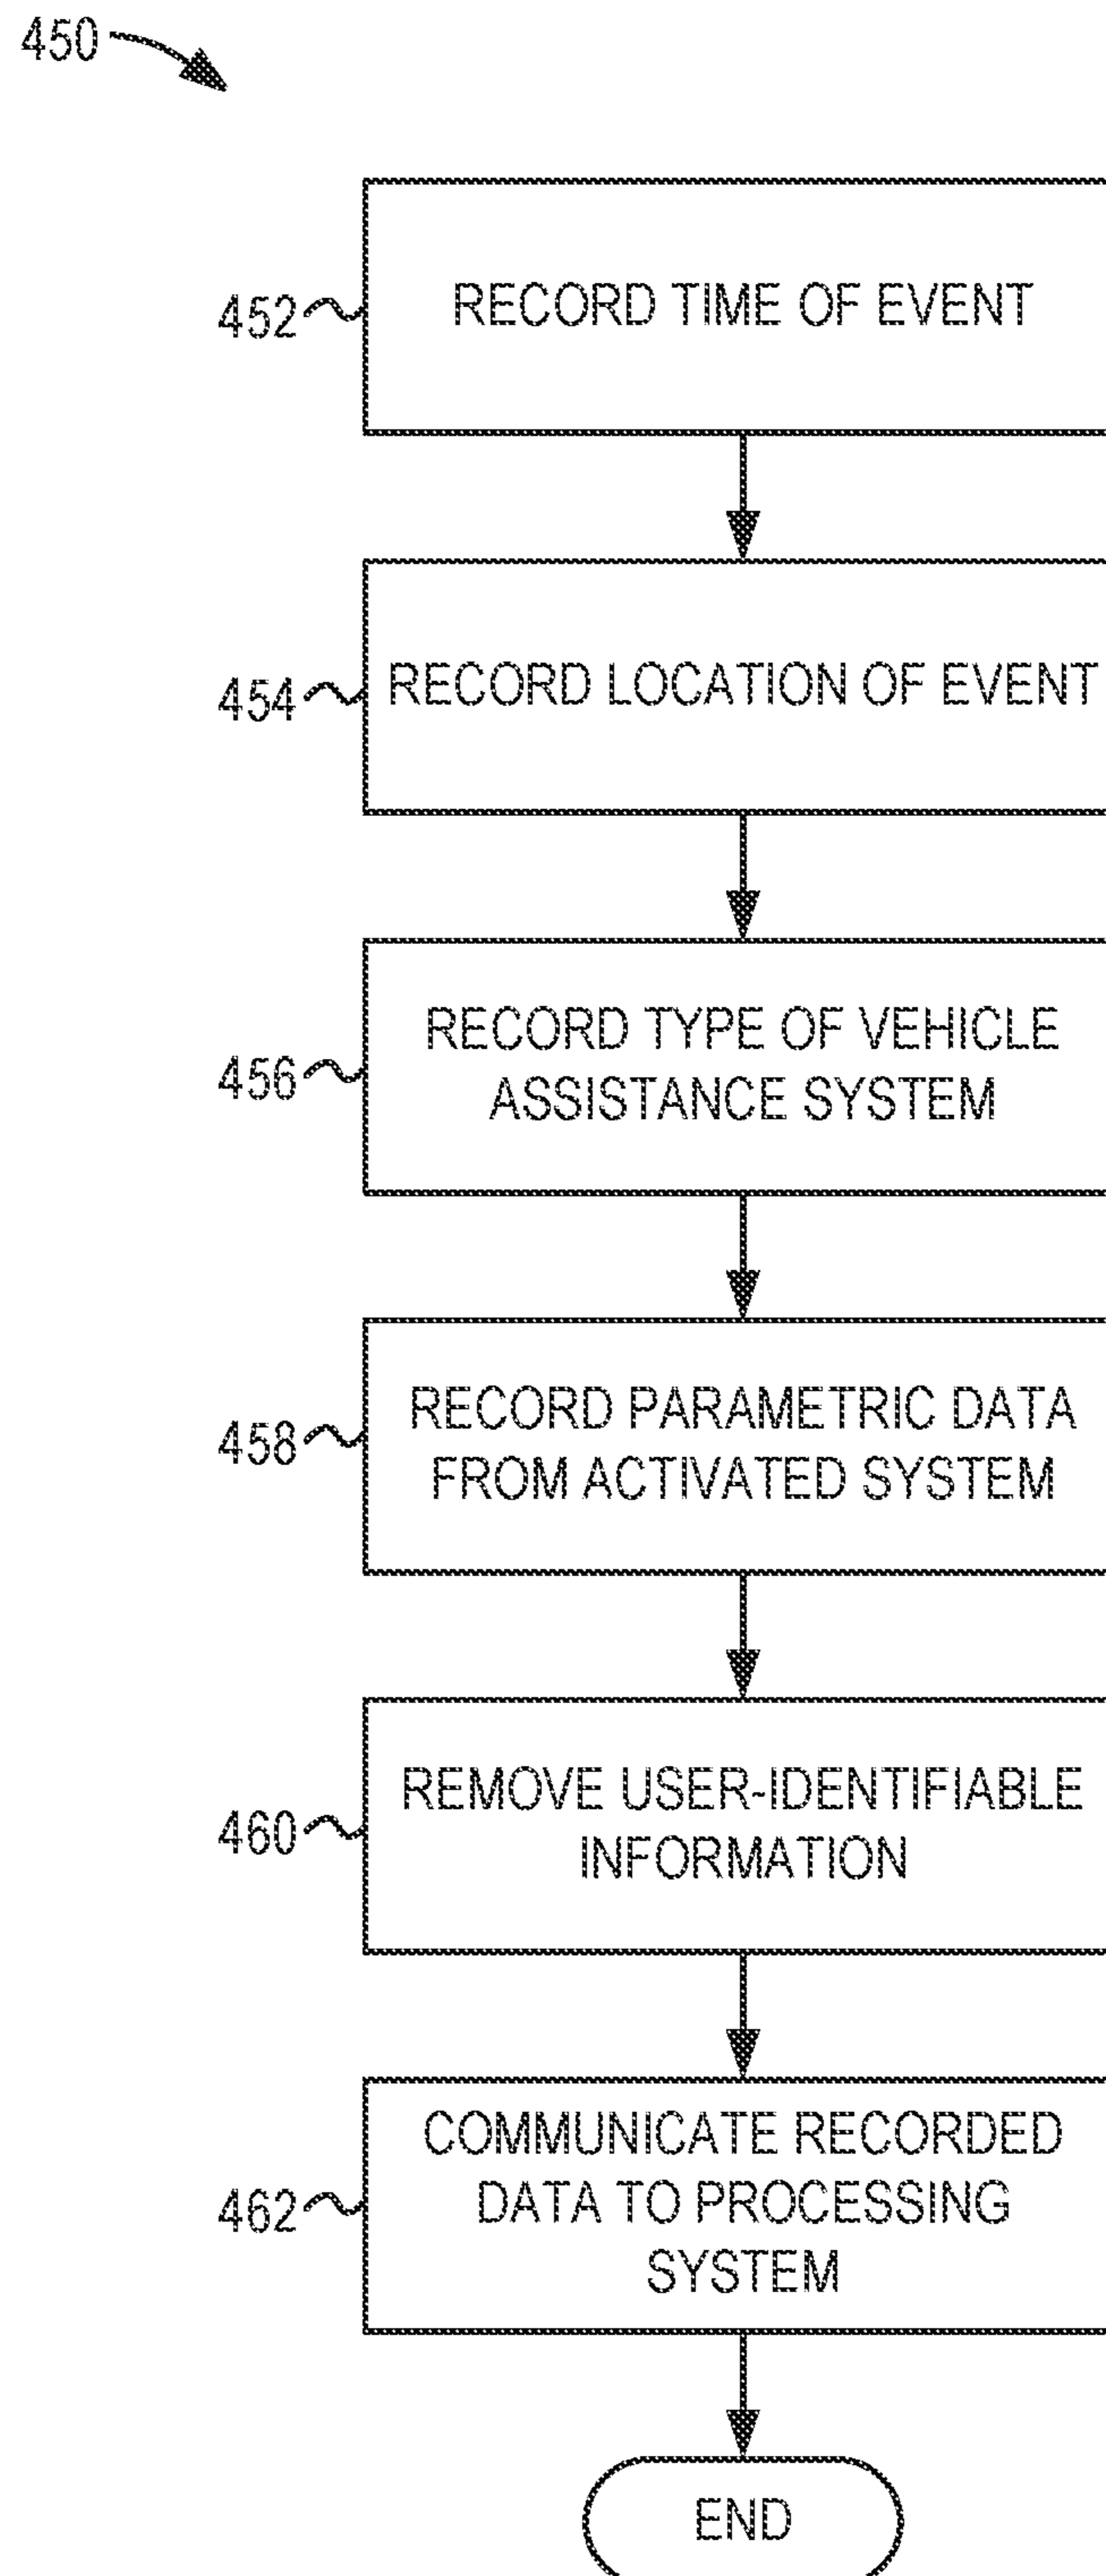 450
452
RECORD TIME OF EVENT
454
RECORD LOCATION OF EVENT
456
RECORD TYPE OF VEHICLE
ASSISTANCE SYSTEM
458
RECORD PARAMETRIC DATA
FROM ACTIVATED SYSTEM
460
REMOVE USER-IDENTIFIABLE
INFORMATION
462
COMMUNICATE RECORDED
DATA TO PROCESSING
SYSTEM
END